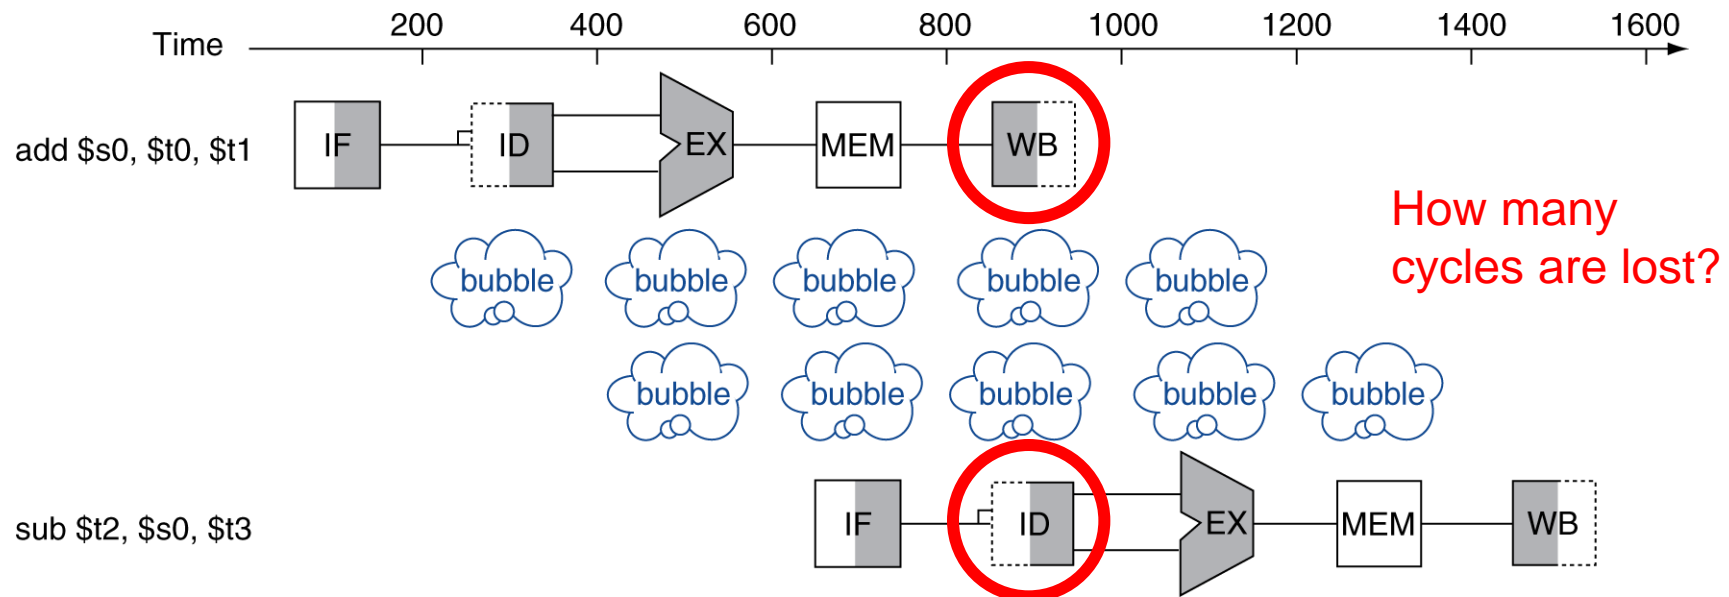 200 400 600 800 1000 1200 1400 1600
Time
add $s0, $t0, $t1 IF ID EX MEM WB
How many
cycles are lost?
bubble bubble bubble bubble bubble
bubble bubble bubble bubble bubble
sub $t2, $s0, $t3 IF ID EX MEM WB